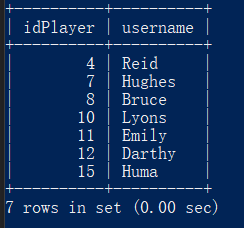 +----------+----------+
| idPlayer | username |
+----------+----------+
|        4 | Reid     |
|        7 | Hughes   |
|        8 | Bruce    |
|       10 | Lyons    |
|       11 | Emily    |
|       12 | Darthy   |
|       15 | Huma     |
+----------+----------+
7 rows in set (0.00 sec)